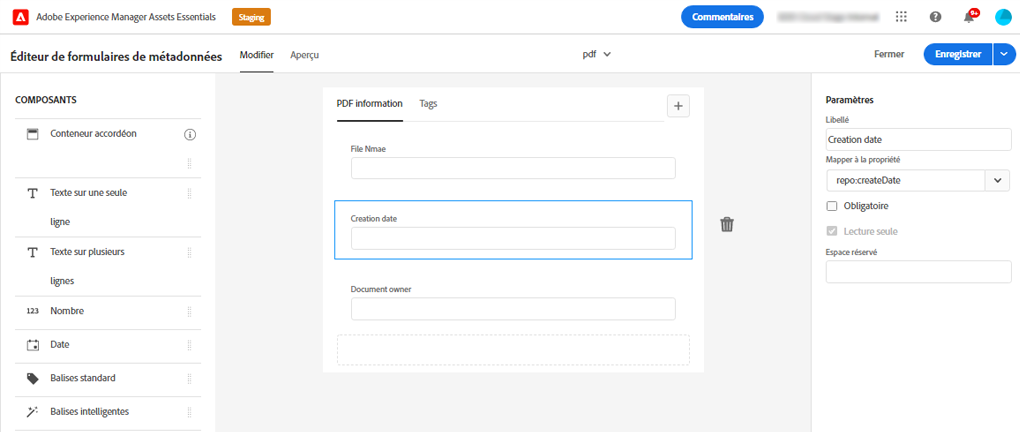 Adobe Experience Manager Assets Essentials
Staging
Commentaires
9+
Éditeur de formulaires de métadonnées
Modifier
Aperçu
pdf
Fermer
Enregistrer
COMPOSANTS
Conteneur accordéon
Texte sur une seule
ligne
Texte sur plusieurs
lignes
123 Nombre
Date
Balises standard
Balises intelligentes
PDF information
Tags
File Nmae
Creation date
Document owner
Paramètres
Libellé
Creation date
Mapper à la propriété
repo:createDate
Obligatoire
Lecture seule
Espace réservé